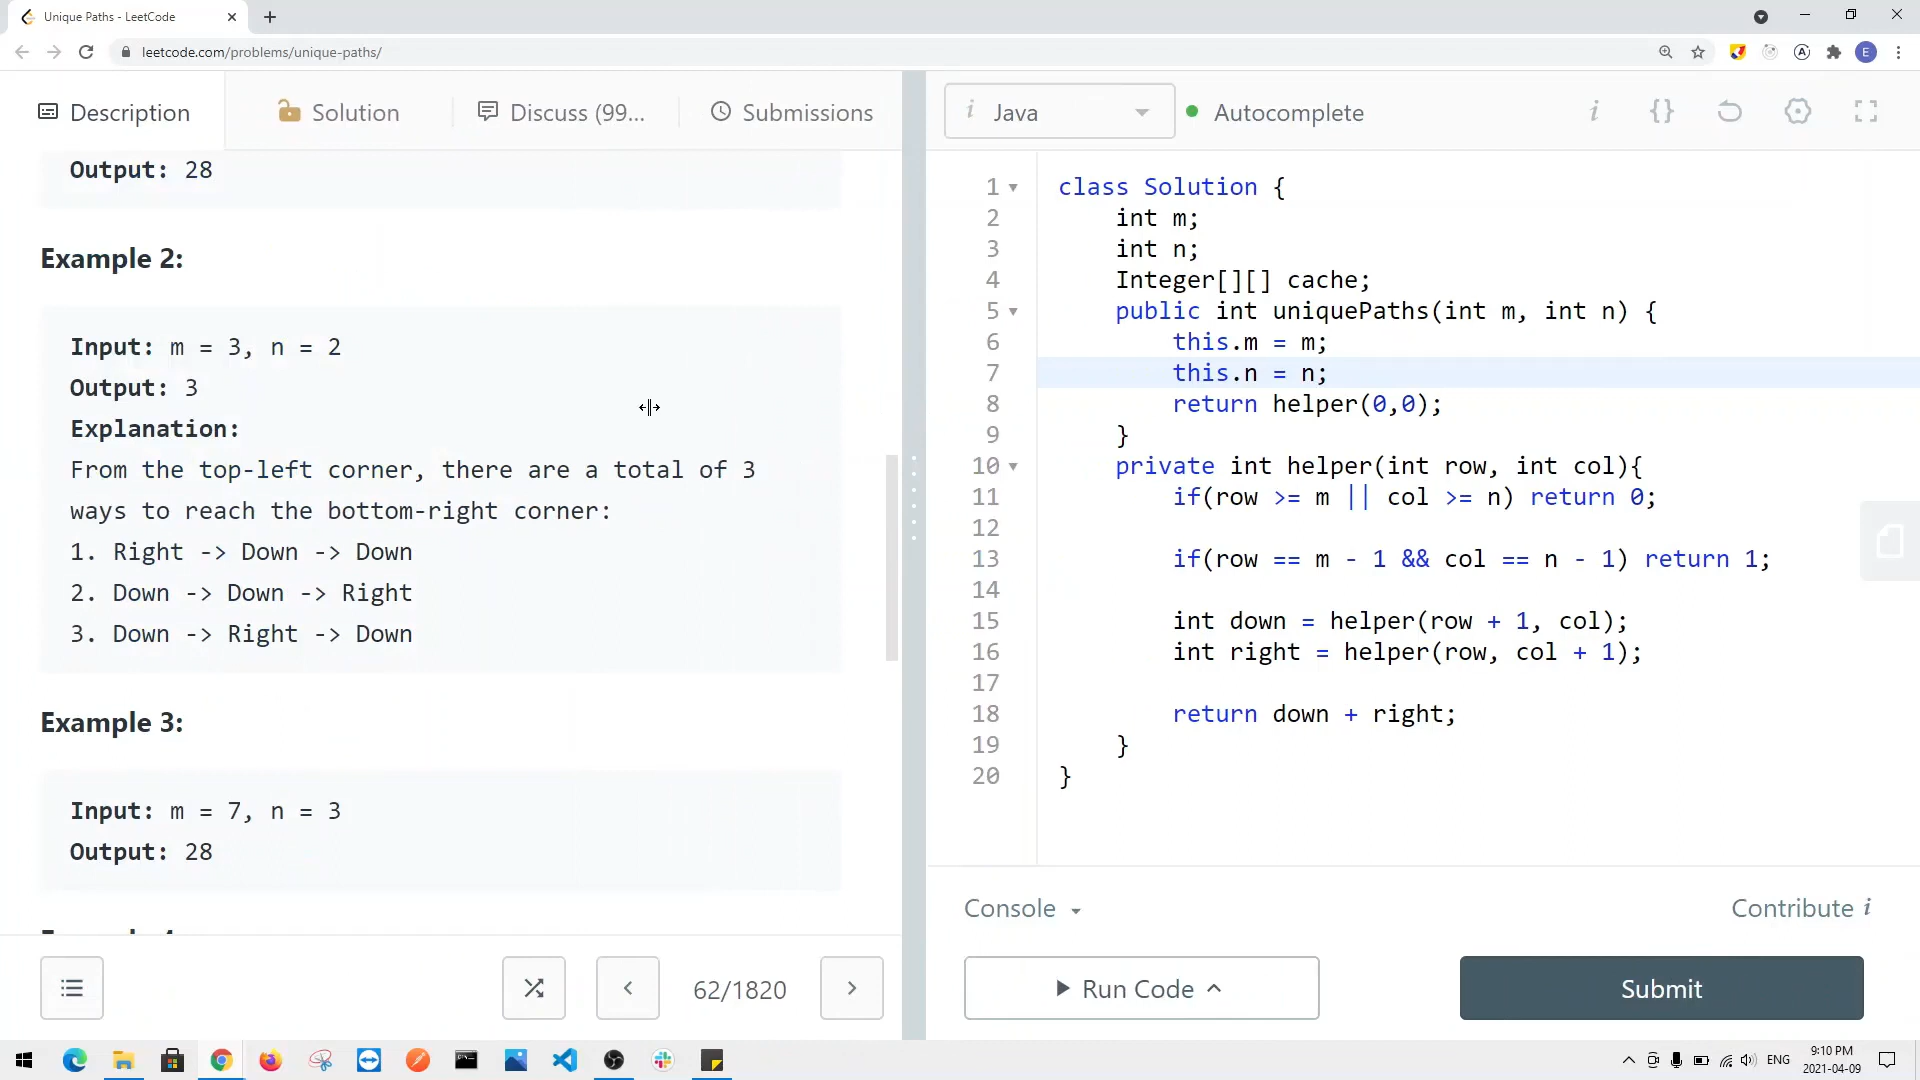 Unique Paths - LeetCode
leetcode.com/problems/unique-paths/
E
Description
Solution
Discuss (99...
Submissions
i Java
Autocomplete
i {}
Output: 28
Example 2:
Input: m = 3, n = 2
Output: 3
Explanation:
From the top-left corner, there are a total of 3
ways to reach the bottom-right corner:
1. Right -> Down -> Down
2. Down -> Down -> Right
3. Down -> Right -> Down
Example 3:
Input: m = 7, n = 3
Output: 28
1 class Solution {
2 int m;
3 int n;
4 Integer[][] cache;
5 public int uniquePaths(int m, int n) {
6 this.m = m;
7 this.n = n;
8 return helper(0,0);
9 }
10 private int helper(int row, int col){
11 if(row >= m || col >= n) return 0;
12
13 if(row == m - 1 && col == n - 1) return 1;
14
15 int down = helper(row + 1, col);
16 int right = helper(row, col + 1);
17
18 return down + right;
19 }
20 }
Console
Contribute i
62/1820
Run Code
Submit
ENG
9:10 PM
2021-04-09